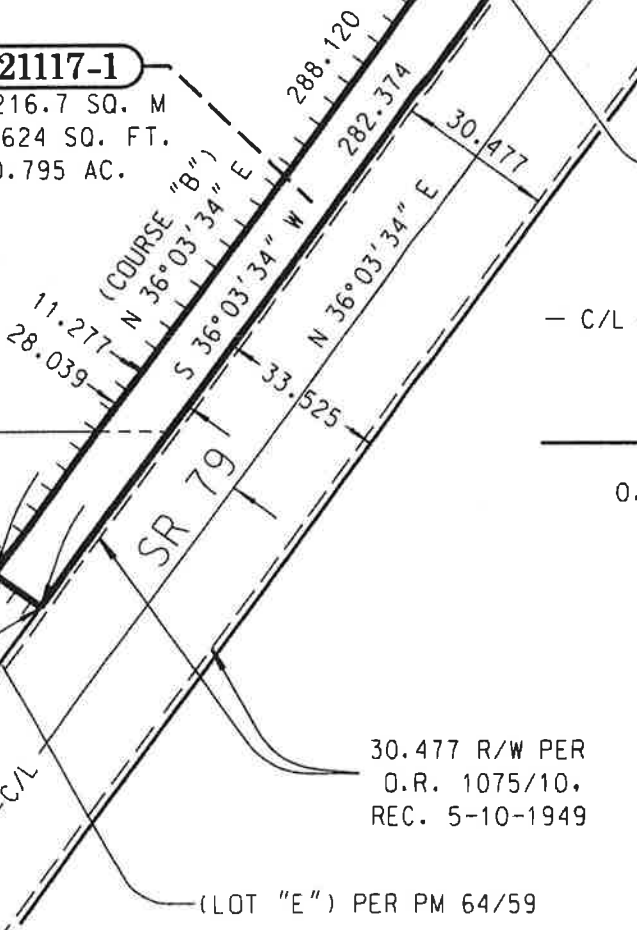 21117-1
216.7 SQ. M
624 SQ. FT.
0.795 AC.
288.120
282.374
30.477
(COURSE "B")
N 36°03'34" E
S 36°03'34" W
N 36°03'34" E
11.277
28.039
33.525
SR 79
- C/L
O.
C/L
30.477 R/W PER
O.R. 1075/10,
REC. 5-10-1949
(LOT "E") PER PM 64/59